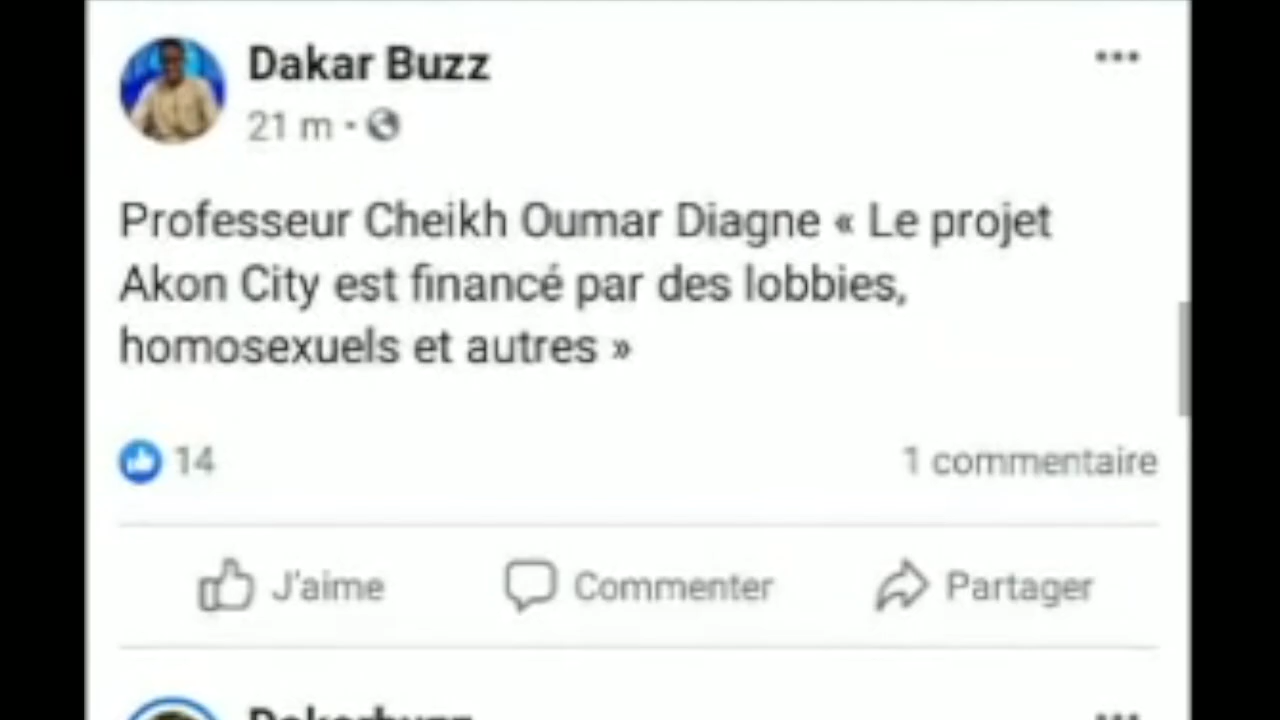 Dakar Buzz
21 m
Professeur Cheikh Oumar Diagne « Le projet
Akon City est financé par des lobbies,
homosexuels et autres »
14
1 commentaire
J'aime
Commenter
Partager
Dakarbuzz